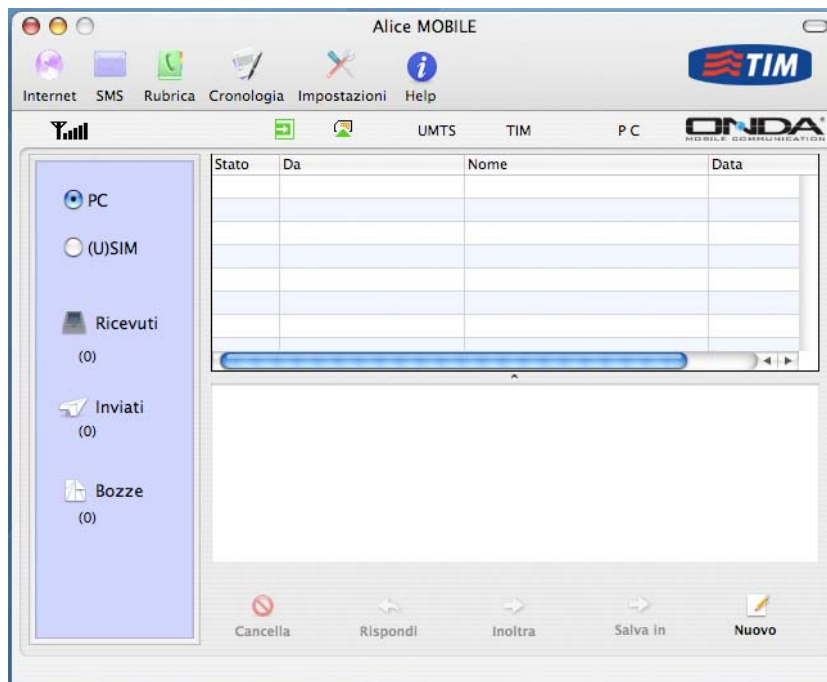 Alice MOBILE
Internet SMS Rubrica Cronologia Impostazioni Help
TIM
UMTS TIM P C
ONDA
MOBILE COMMUNICATION
Stato Da Nome Data
PC
(U)SIM
Ricevuti
(0)
Inviati
(0)
Bozze
(0)
Cancella Rispondi Inoltra Salva in Nuovo